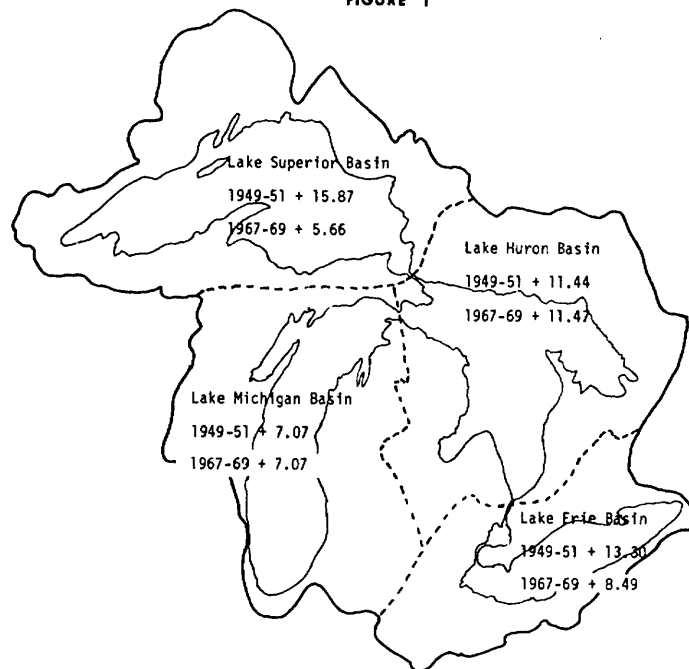 FIGURE 1
Lake Superior Basin
1949-51 + 15.87
1967-69 + 5.66
Lake Huron Basin
1949-51 + 11.44
1967-69 + 11.47
Lake Michigan Basin
1949-51 + 7.07
1967-69 + 7.07
Lake Erie Basin
1949-51 + 13.30
1967-69 + 8.49